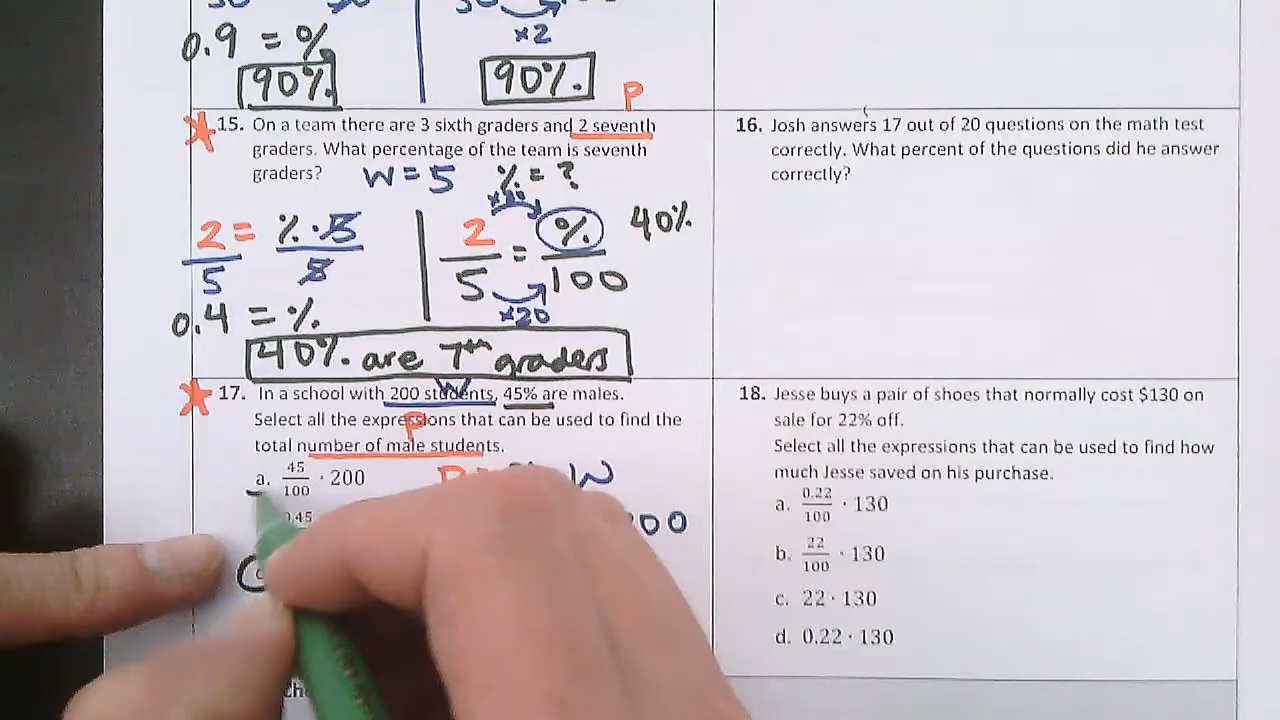 0.9 = %
90%
×2
90%.
P
15. On a team there are 3 sixth graders and 2 seventh
graders. What percentage of the team is seventh
graders?
W = 5 % = ?
2 = % · 5
5 5
0.4 = %
×20
2 = %
5 100
×20
40%
40% are 7th graders
16. Josh answers 17 out of 20 questions on the math test
correctly. What percent of the questions did he answer
correctly?
W
17. In a school with 200 students, 45% are males.
P
Select all the expressions that can be used to find the
total number of male students.
a. 45/100 · 200
W
18. Jesse buys a pair of shoes that normally cost $130 on
sale for 22% off.
Select all the expressions that can be used to find how
much Jesse saved on his purchase.
a. 0.22/100 · 130
b. 22/100 · 130
c. 22 · 130
d. 0.22 · 130